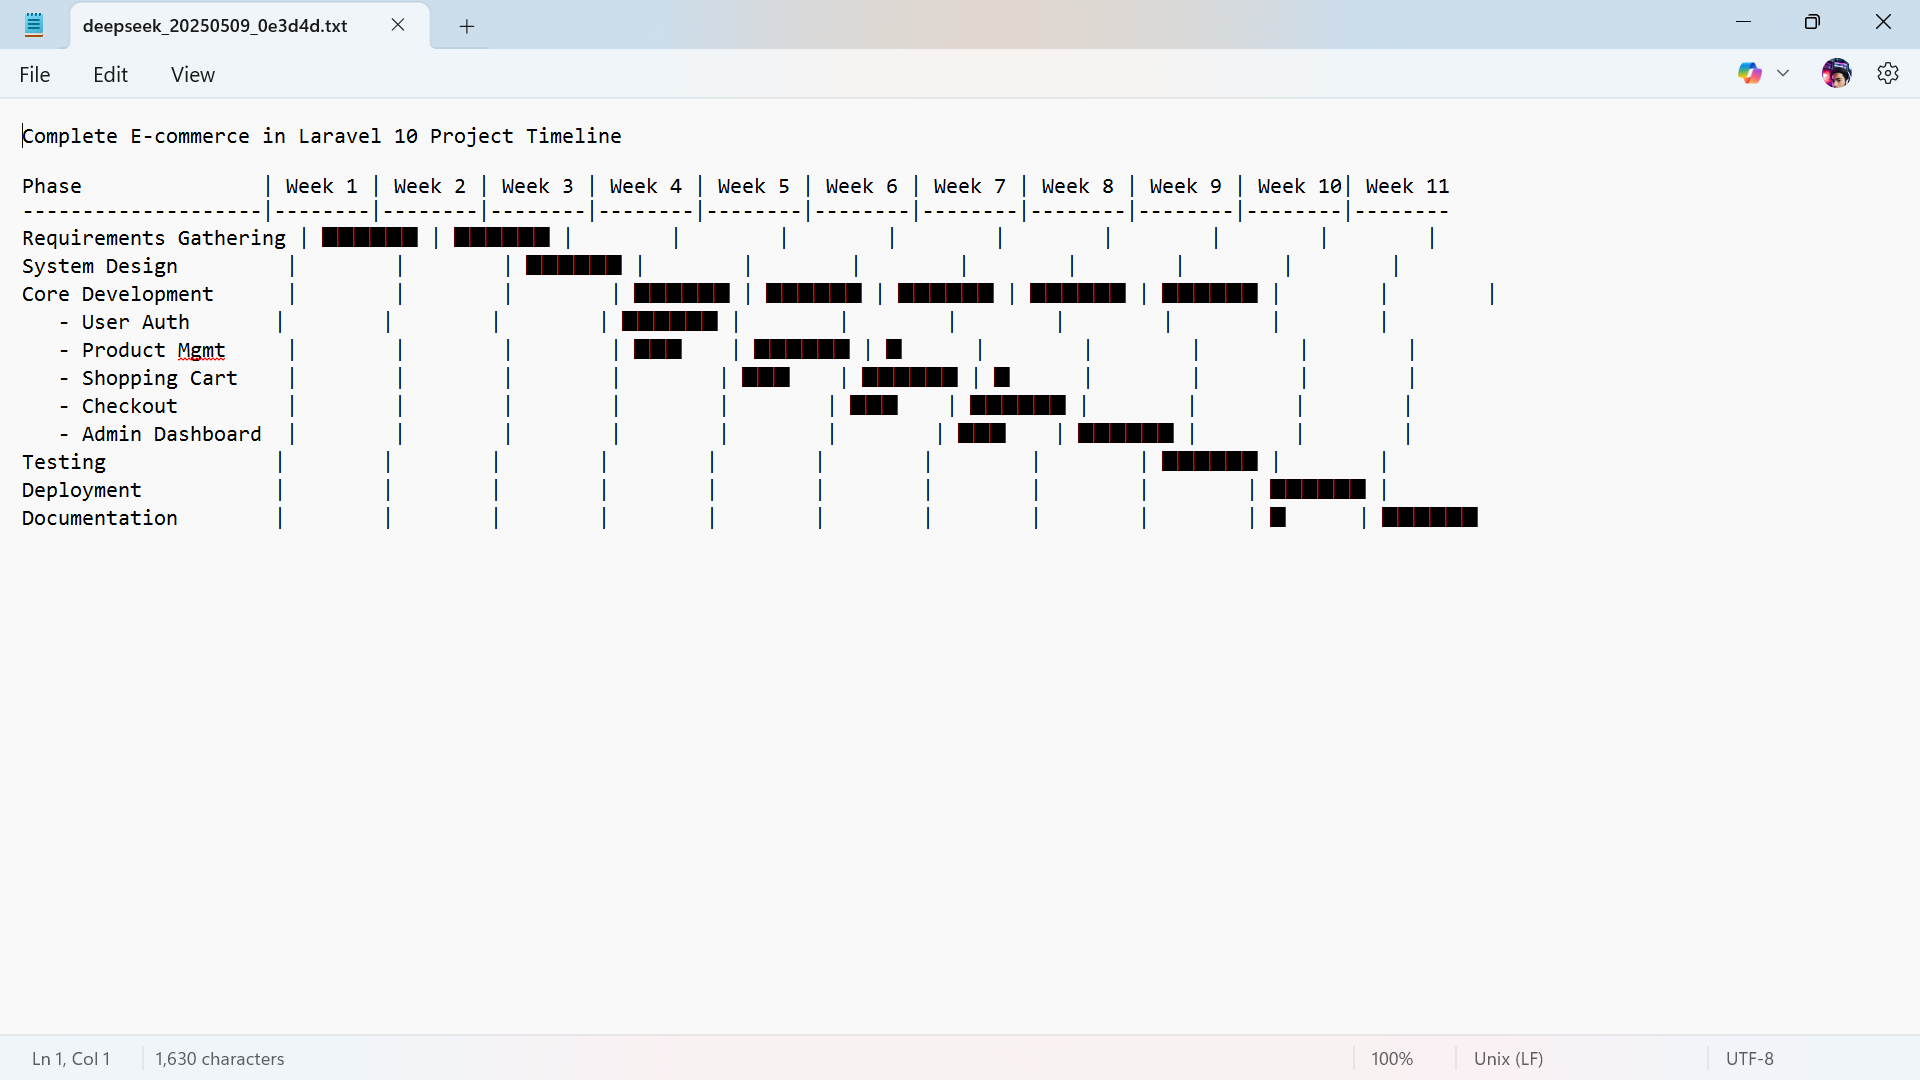 deepseek_20250509_0e3d4d.txt
File Edit View
Complete E-commerce in Laravel 10 Project Timeline
Phase | Week 1 | Week 2 | Week 3 | Week 4 | Week 5 | Week 6 | Week 7 | Week 8 | Week 9 | Week 10| Week 11
--------------------|--------|--------|--------|--------|--------|--------|--------|--------|--------|--------|--------
Requirements Gathering | ██████ | ██████ | | | | | | | | |
System Design | | | ██████ | | | | | | | |
Core Development | | | | ██████ | ██████ | ██████ | ██████ | ██████ | | |
- User Auth | | | | ██████ | | | | | | |
- Product Mgmt | | | | ███ | ██████ | █ | | | | |
- Shopping Cart | | | | | ███ | ██████ | █ | | | |
- Checkout | | | | | | ███ | ██████ | | | |
- Admin Dashboard | | | | | | | ███ | ██████ | | |
Testing | | | | | | | | | ██████ | |
Deployment | | | | | | | | | | ██████ |
Documentation | | | | | | | | | | █ | ██████
Ln 1, Col 1 1,630 characters 100% Unix (LF) UTF-8